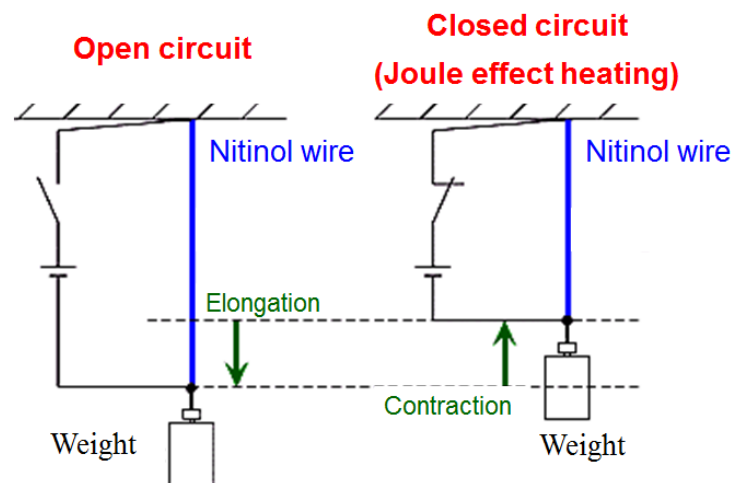 Open circuit
Closed circuit
(Joule effect heating)
Nitinol wire
Nitinol wire
Elongation
Contraction
Weight
Weight